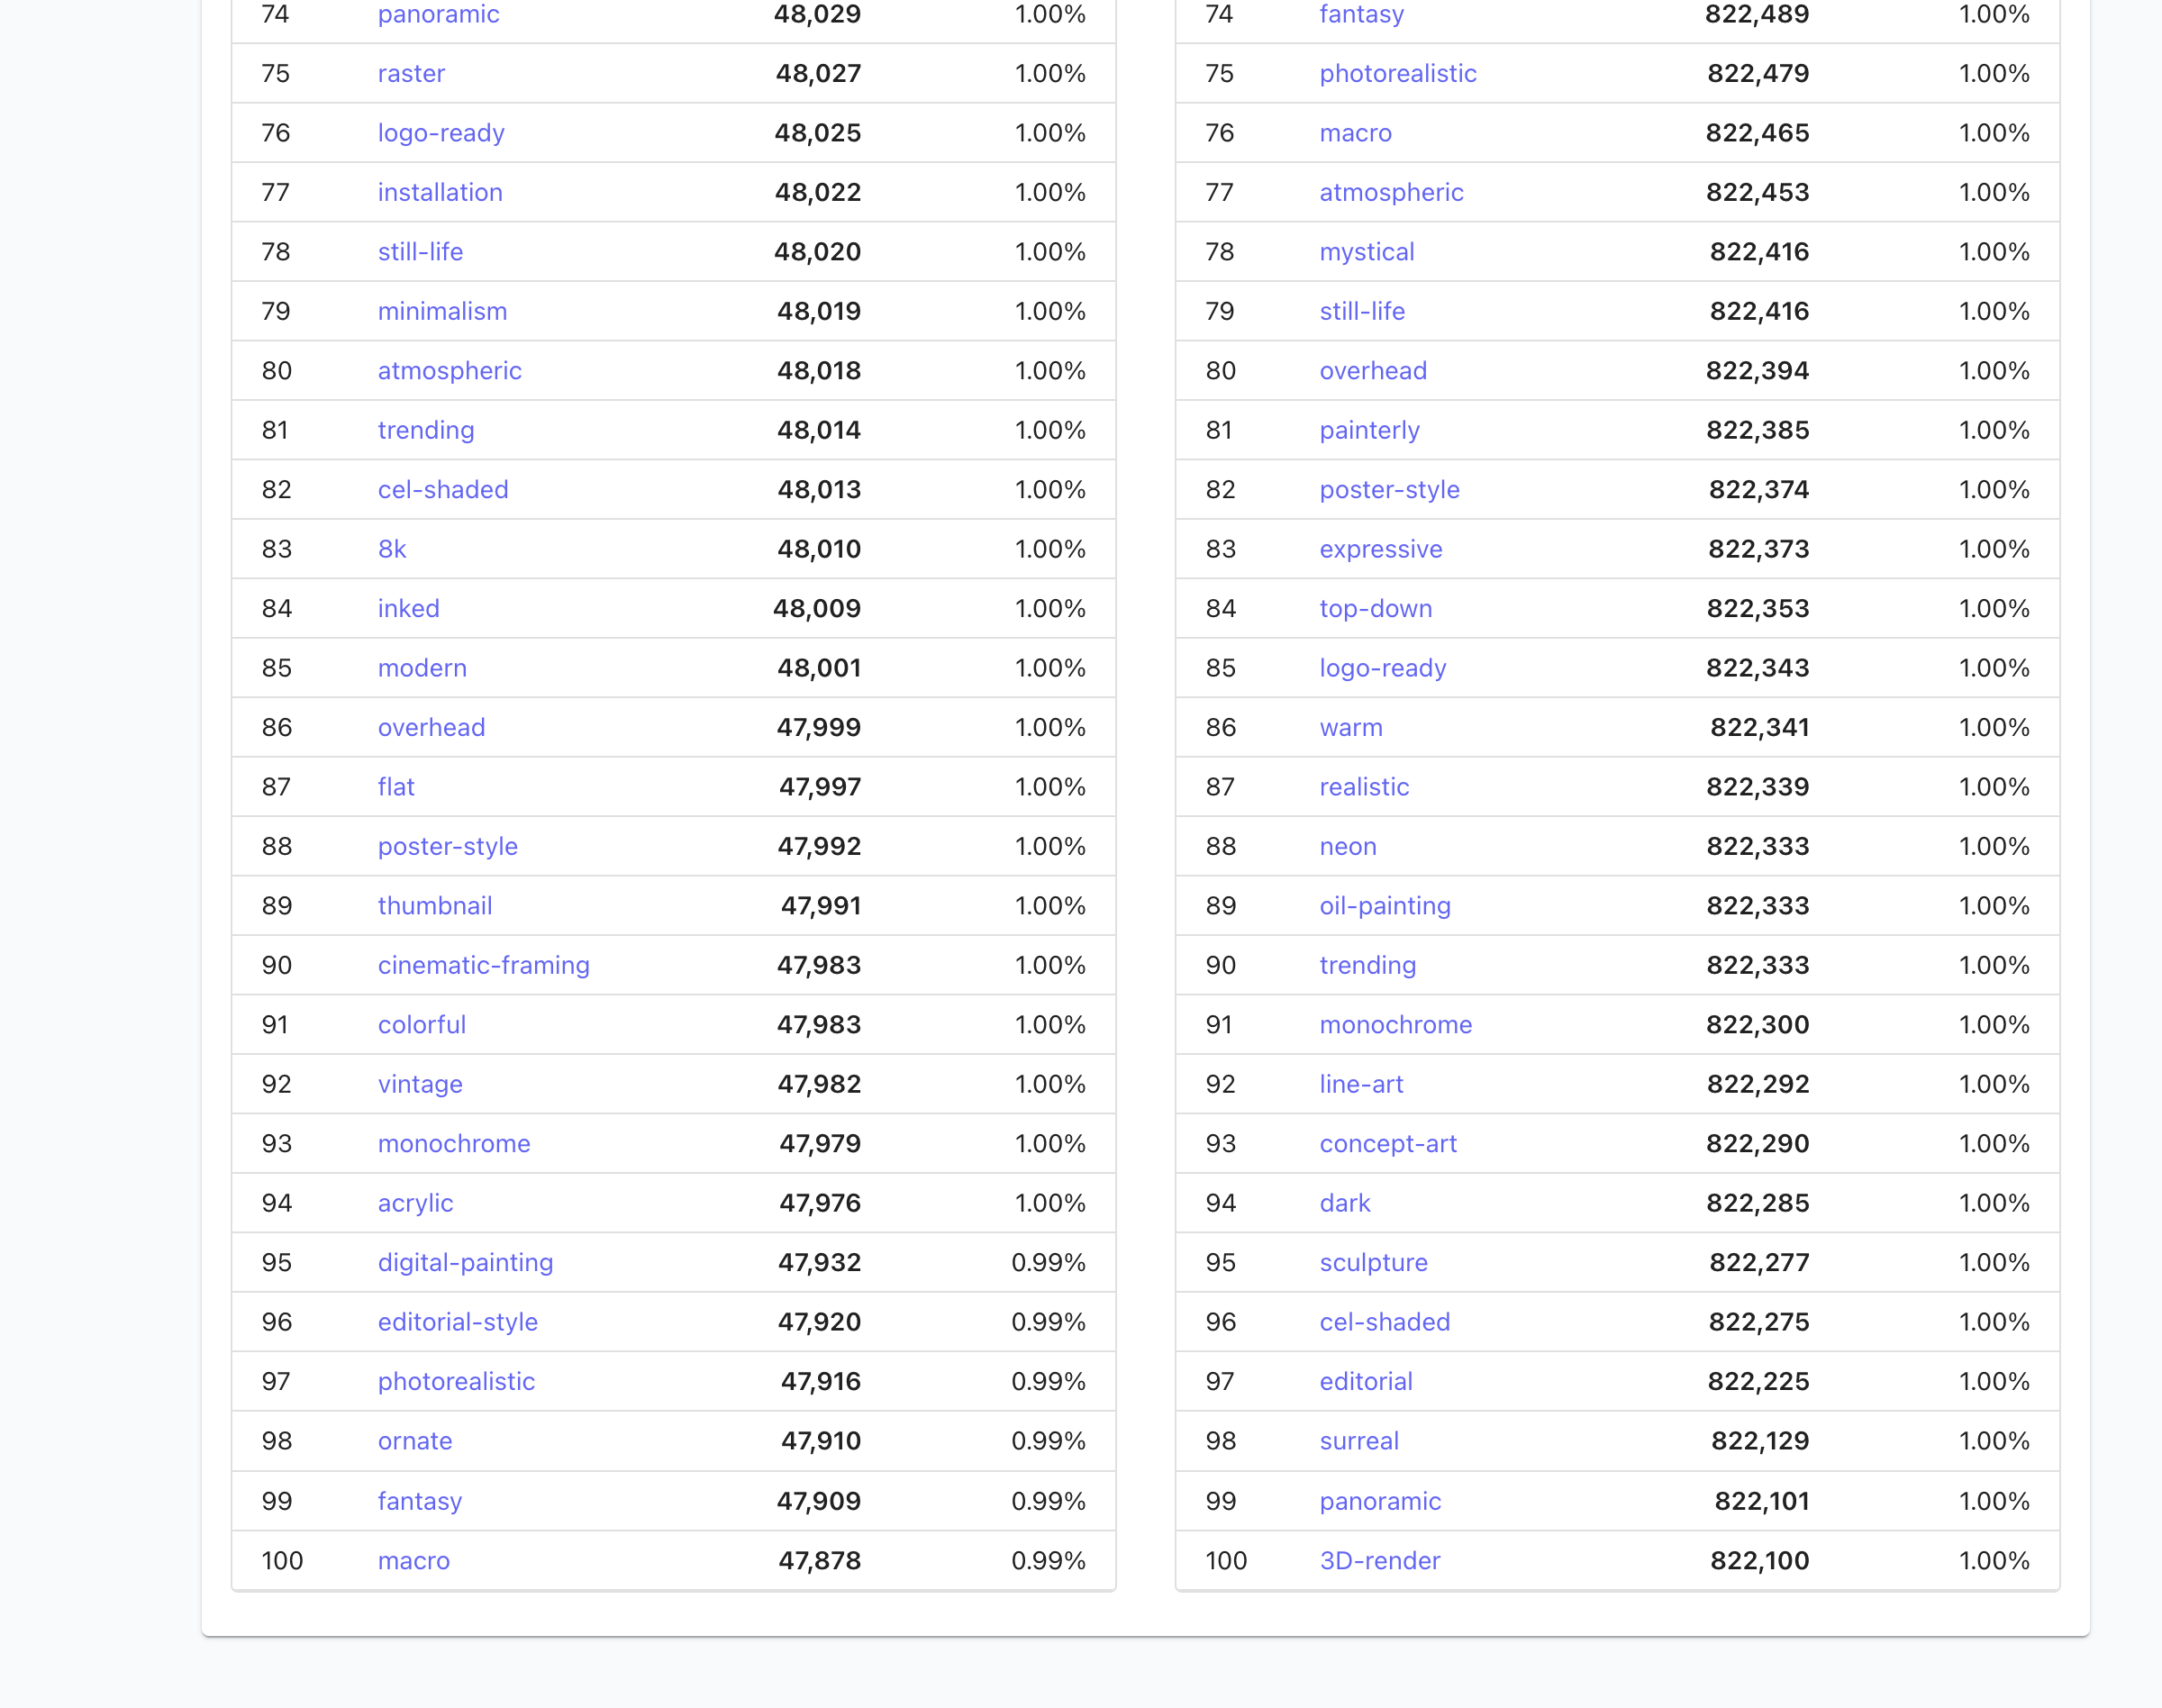 74 panoramic 48,029 1.00%
75 raster 48,027 1.00%
76 logo-ready 48,025 1.00%
77 installation 48,022 1.00%
78 still-life 48,020 1.00%
79 minimalism 48,019 1.00%
80 atmospheric 48,018 1.00%
81 trending 48,014 1.00%
82 cel-shaded 48,013 1.00%
83 8k 48,010 1.00%
84 inked 48,009 1.00%
85 modern 48,001 1.00%
86 overhead 47,999 1.00%
87 flat 47,997 1.00%
88 poster-style 47,992 1.00%
89 thumbnail 47,991 1.00%
90 cinematic-framing 47,983 1.00%
91 colorful 47,983 1.00%
92 vintage 47,982 1.00%
93 monochrome 47,979 1.00%
94 acrylic 47,976 1.00%
95 digital-painting 47,932 0.99%
96 editorial-style 47,920 0.99%
97 photorealistic 47,916 0.99%
98 ornate 47,910 0.99%
99 fantasy 47,909 0.99%
100 macro 47,878 0.99%
74 fantasy 822,489 1.00%
75 photorealistic 822,479 1.00%
76 macro 822,465 1.00%
77 atmospheric 822,453 1.00%
78 mystical 822,416 1.00%
79 still-life 822,416 1.00%
80 overhead 822,394 1.00%
81 painterly 822,385 1.00%
82 poster-style 822,374 1.00%
83 expressive 822,373 1.00%
84 top-down 822,353 1.00%
85 logo-ready 822,343 1.00%
86 warm 822,341 1.00%
87 realistic 822,339 1.00%
88 neon 822,333 1.00%
89 oil-painting 822,333 1.00%
90 trending 822,333 1.00%
91 monochrome 822,300 1.00%
92 line-art 822,292 1.00%
93 concept-art 822,290 1.00%
94 dark 822,285 1.00%
95 sculpture 822,277 1.00%
96 cel-shaded 822,275 1.00%
97 editorial 822,225 1.00%
98 surreal 822,129 1.00%
99 panoramic 822,101 1.00%
100 3D-render 822,100 1.00%